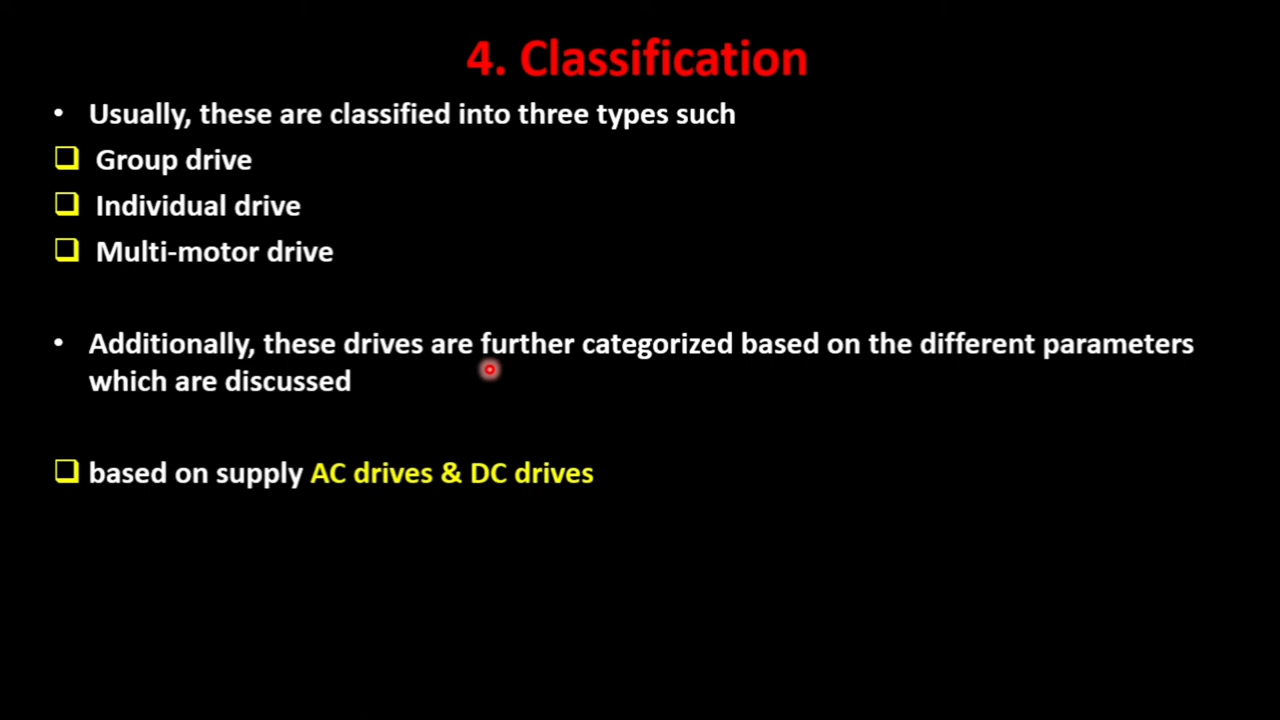 4. Classification
• Usually, these are classified into three types such
❑ Group drive
❑ Individual drive
❑ Multi-motor drive
• Additionally, these drives are further categorized based on the different parameters
which are discussed
❑ based on supply AC drives & DC drives